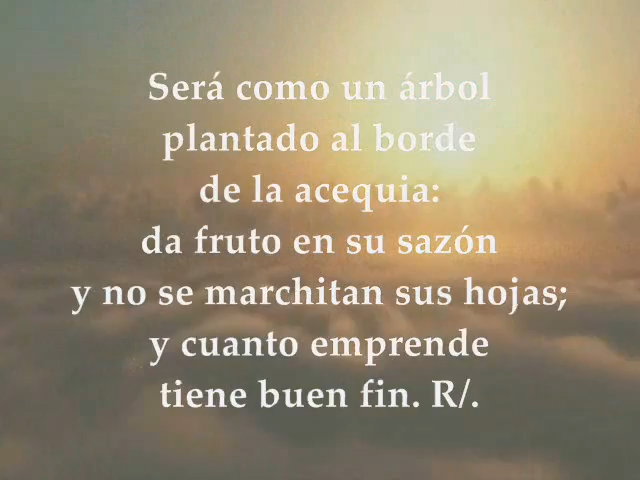 Será como un árbol
plantado al borde
de la acequia:
da fruto en su sazón
y no se marchitan sus hojas;
y cuanto emprende
tiene buen fin. R/.